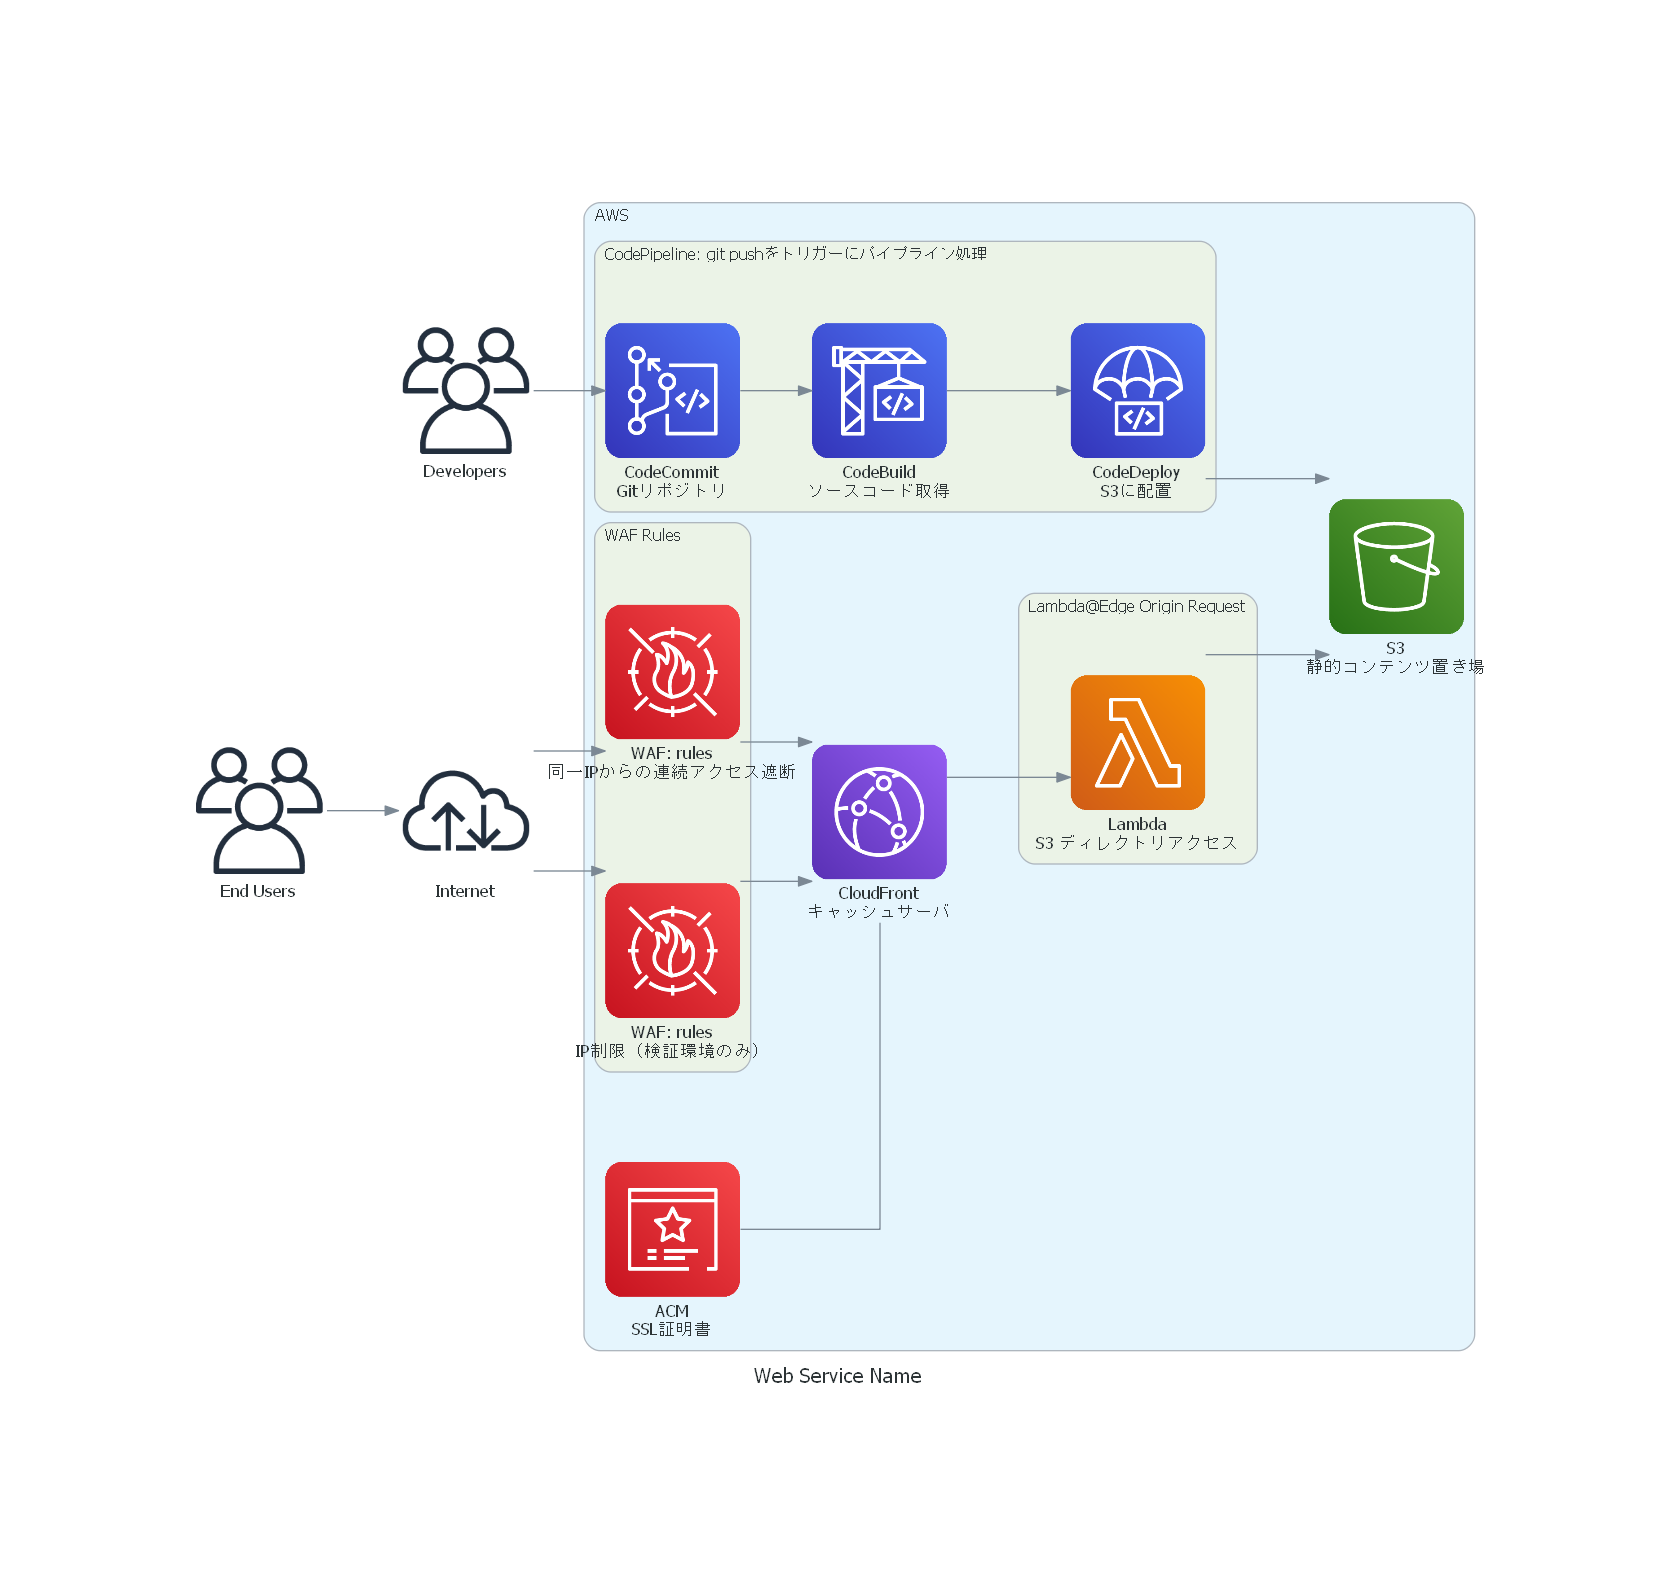 AWS
CodePipeline: git pushをトリガーにパイプライン処理
Developers
CodeCommit
Gitリポジトリ
CodeBuild
ソースコード取得
CodeDeploy
S3に配置
WAF Rules
WAF: rules
同一IPからの連続アクセス遮断
Lambda@Edge Origin Request
S3
静的コンテンツ置き場
Lambda
S3 ディレクトリアクセス
End Users
Internet
CloudFront
キャッシュサーバ
WAF: rules
IP制限（検証環境のみ）
ACM
SSL証明書
Web Service Name